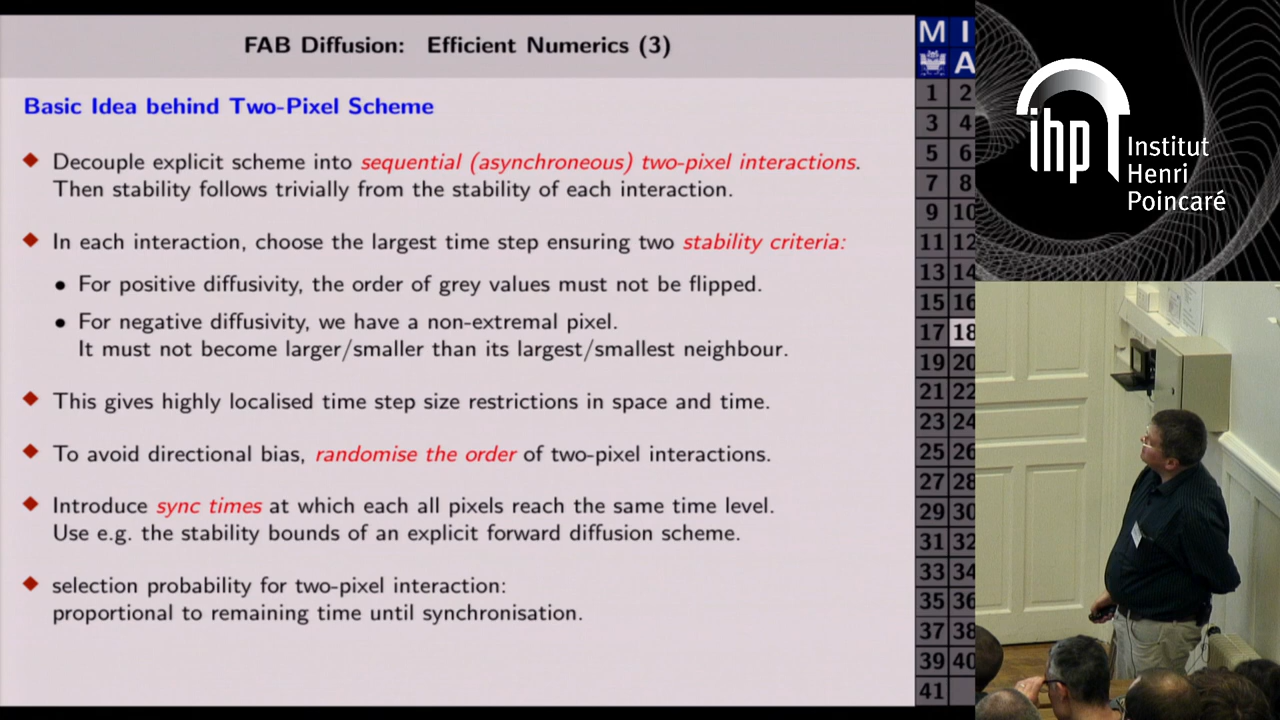 FAB Diffusion: Efficient Numerics (3)
Basic Idea behind Two-Pixel Scheme
Decouple explicit scheme into sequential (asynchroneous) two-pixel interactions.
Then stability follows trivially from the stability of each interaction.
In each interaction, choose the largest time step ensuring two stability criteria:
For positive diffusivity, the order of grey values must not be flipped.
For negative diffusivity, we have a non-extremal pixel.
It must not become larger/smaller than its largest/smallest neighbour.
This gives highly localised time step size restrictions in space and time.
To avoid directional bias, randomise the order of two-pixel interactions.
Introduce sync times at which each all pixels reach the same time level.
Use e.g. the stability bounds of an explicit forward diffusion scheme.
selection probability for two-pixel interaction:
proportional to remaining time until synchronisation.
M I
A
1 2
3 4
5 6
7 8
9 10
11 12
13 14
15 16
17 18
19 20
21 22
23 24
25 26
27 28
29 30
31 32
33 34
35 36
37 38
39 40
41
ihp
Institut
Henri
Poincaré